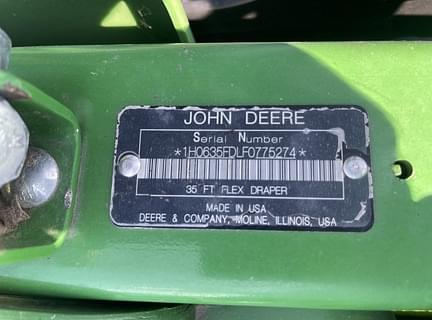 JOHN DEERE
Serial Number
*1H0635FDLF0775274*
35 FT FLEX DRAPER
MADE IN USA
DEERE & COMPANY, MOLINE, ILLINOIS, USA